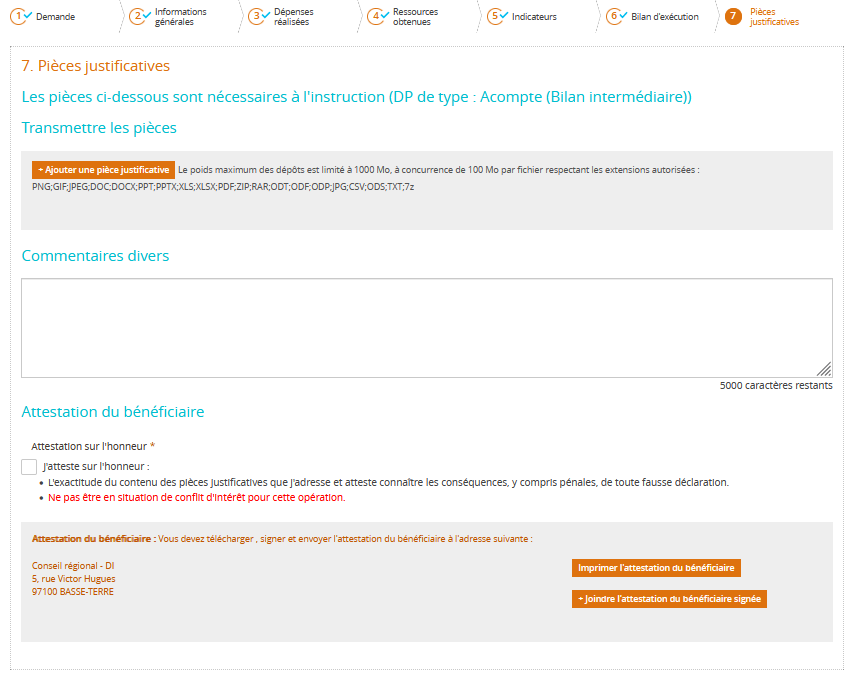 1 Demande
2 Informations générales
3 Dépenses réalisées
4 Ressources obtenues
5 Indicateurs
6 Bilan d'exécution
7 Pièces justificatives
7. Pièces justificatives
Les pièces ci-dessous sont nécessaires à l'instruction (DP de type : Acompte (Bilan intermédiaire))
Transmettre les pièces
+ Ajouter une pièce justificative Le poids maximum des dépôts est limité à 1000 Mo, à concurrence de 100 Mo par fichier respectant les extensions autorisées :
PNG;GIF;JPEG;DOC;DOCX;PPT;PPTX;XLS;XLSX;PDF;ZIP;RAR;ODT;ODF;ODP;JPG;CSV;ODS;TXT;7z
Commentaires divers
5000 caractères restants
Attestation du bénéficiaire
Attestation sur l'honneur *
J'atteste sur l'honneur :
• L'exactitude du contenu des pièces justificatives que j'adresse et atteste connaître les conséquences, y compris pénales, de toute fausse déclaration.
• Ne pas être en situation de conflit d'intérêt pour cette opération.
Attestation du bénéficiaire : Vous devez télécharger , signer et envoyer l'attestation du bénéficiaire à l'adresse suivante :
Conseil régional - DI
5, rue Victor Hugues
97100 BASSE-TERRE
Imprimer l'attestation du bénéficiaire
+ Joindre l'attestation du bénéficiaire signée